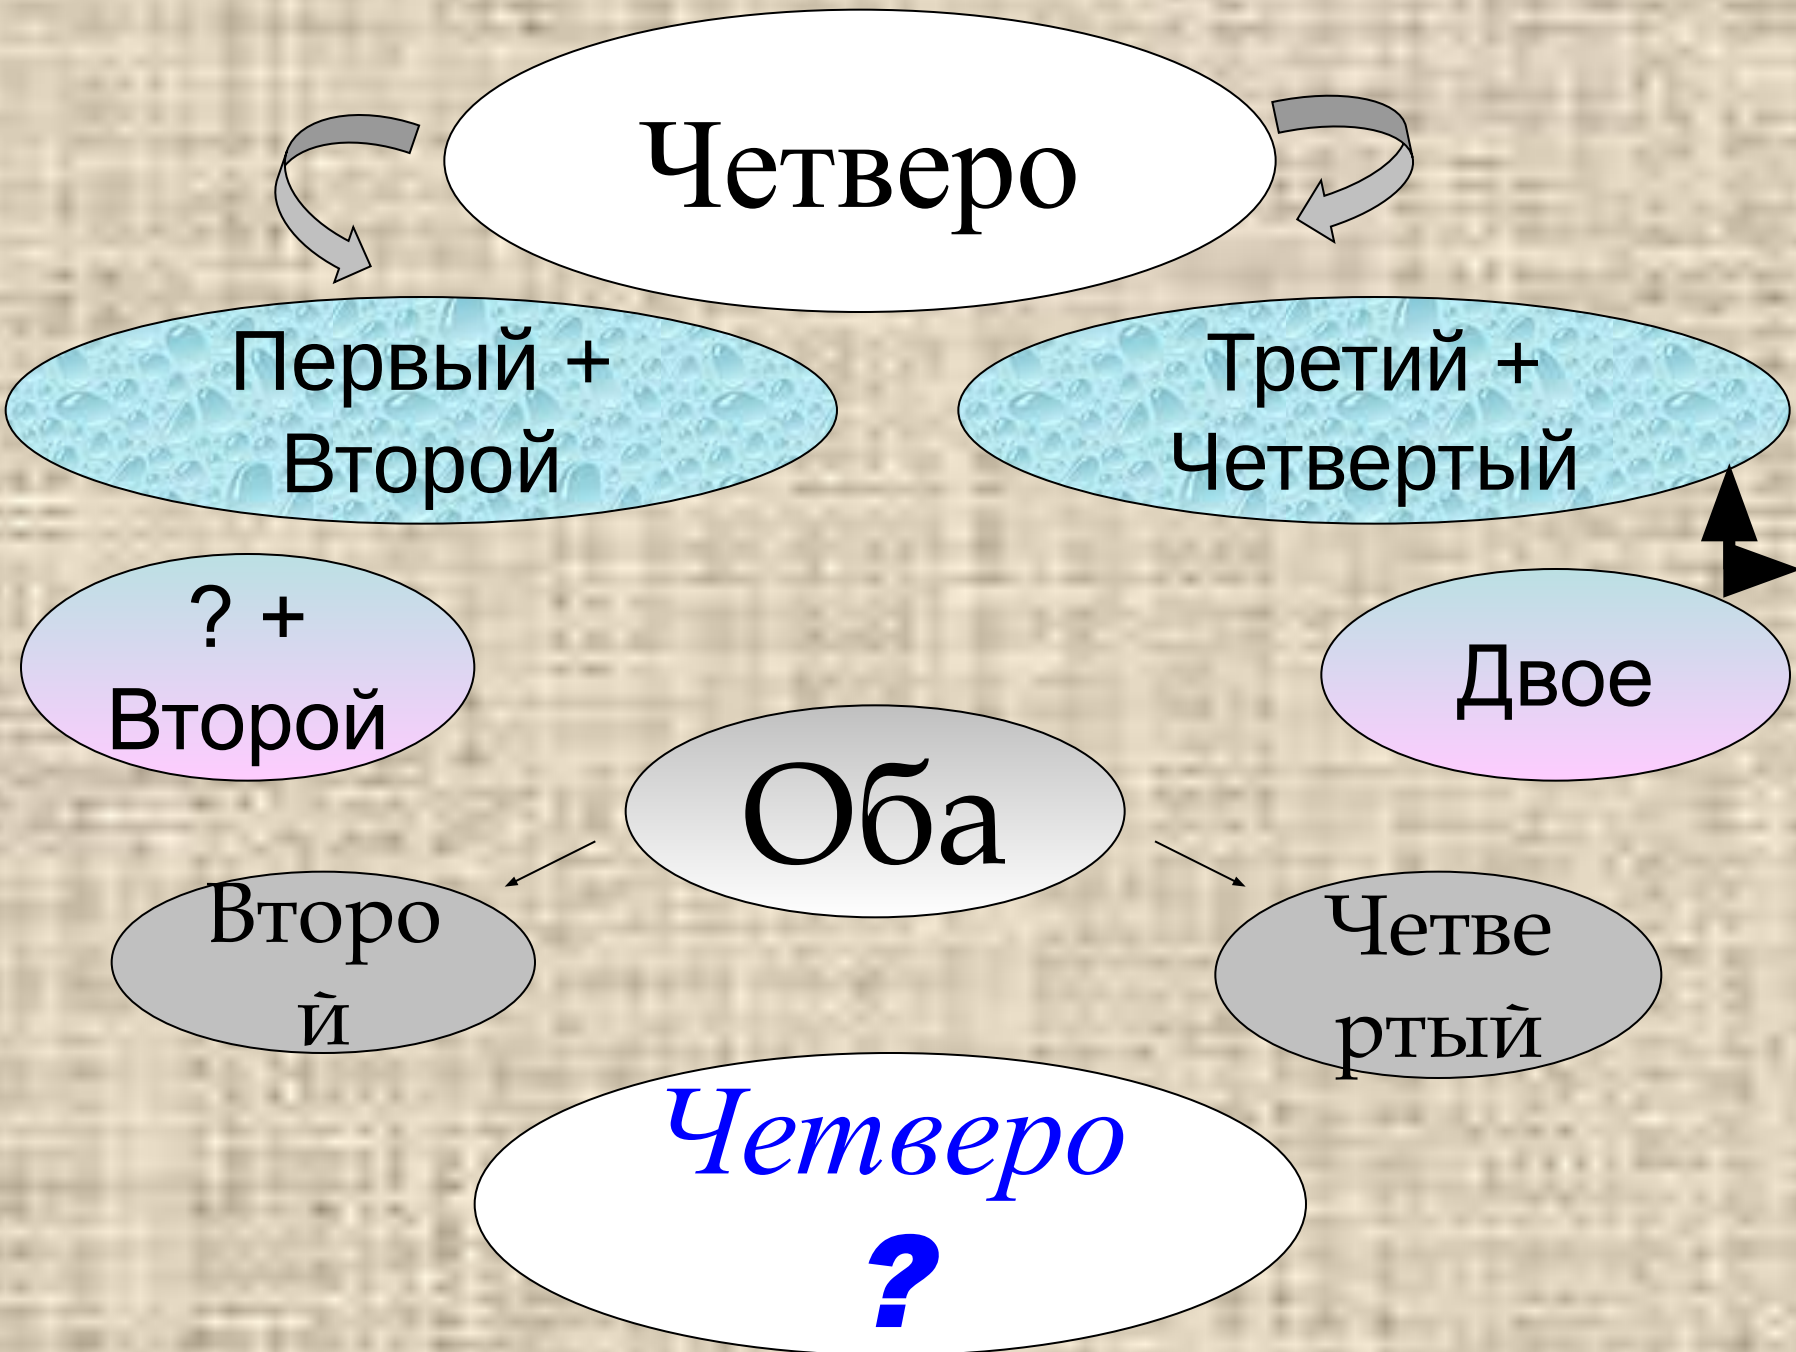 Четверо
Первый +
Второй
Третий +
Четвертый
? +
Второй
Двое
Оба
Второ
й
Четве
ртый
Четверо
?